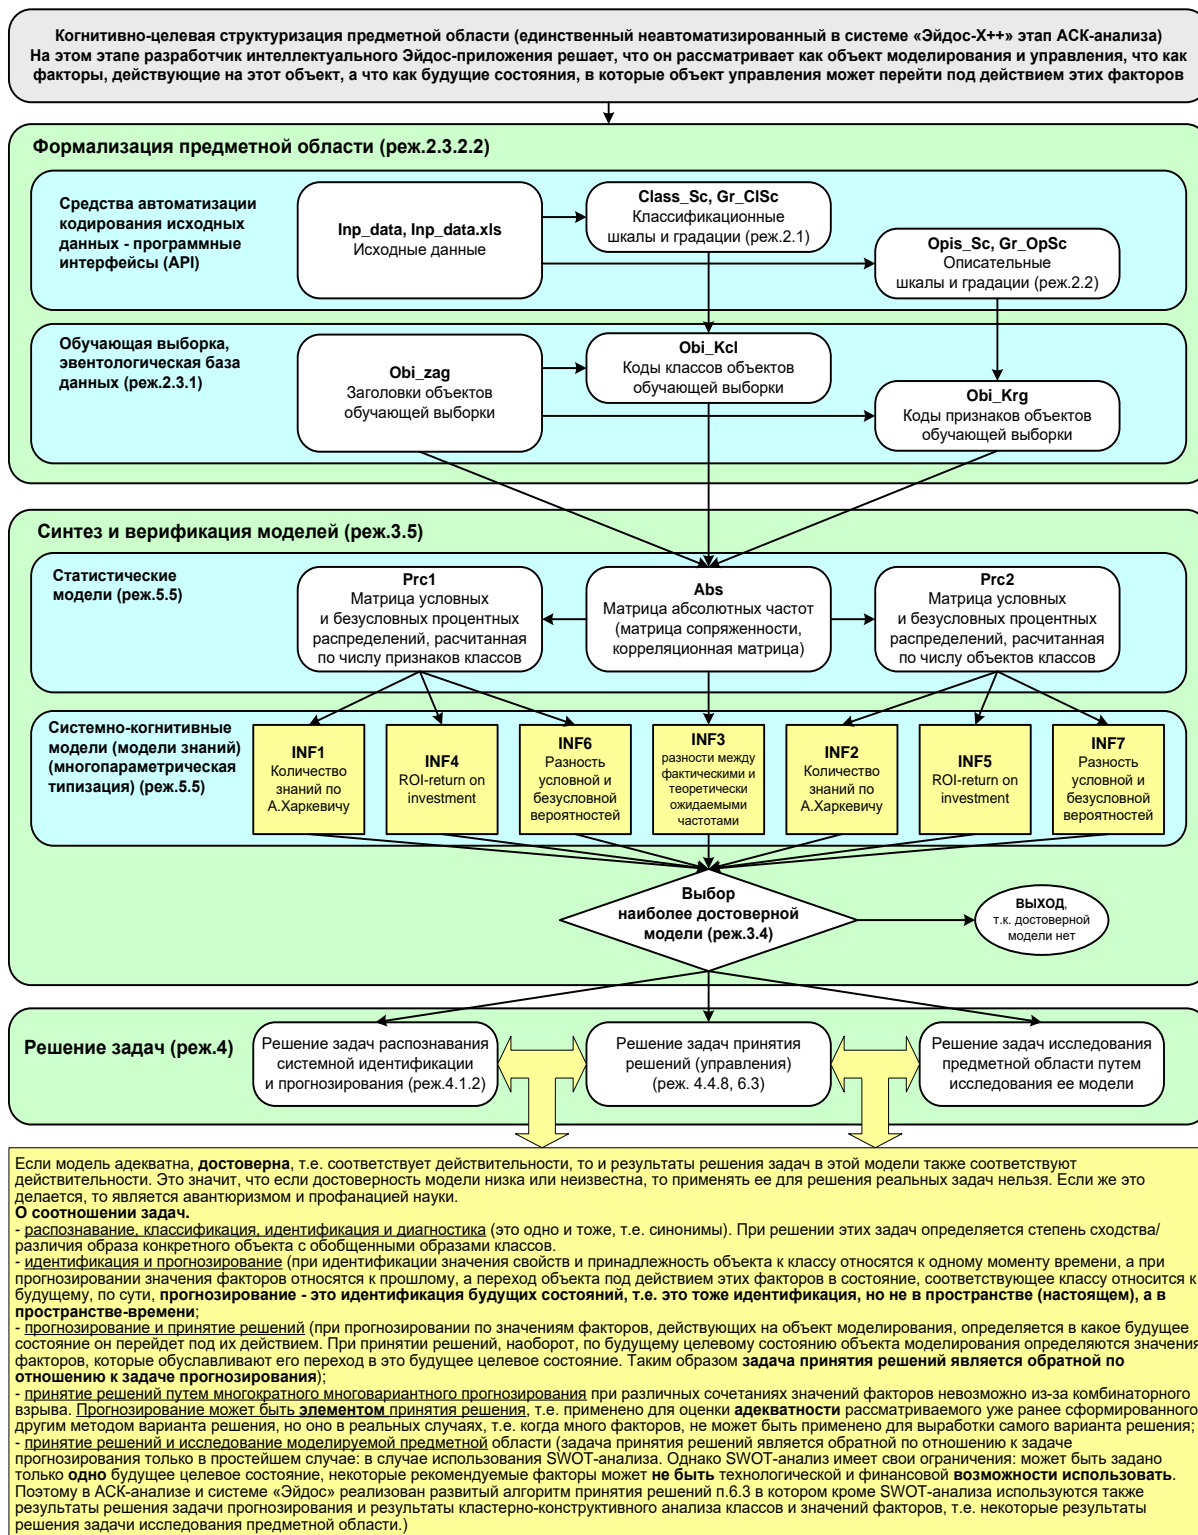 Когнитивно-целевая структуризация предметной области (единственный неавтоматизированный в системе «Эйдос-Х++» этап АСК-анализа)
На этом этапе разработчик интеллектуального Эйдос-приложения решает, что он рассматривает как объект моделирования и управления, что как
факторы, действующие на этот объект, а что как будущие состояния, в которые объект управления может перейти под действием этих факторов
Формализация предметной области (реж.2.3.2.2)
Средства автоматизации
кодирования исходных
данных - программные
интерфейсы (API)
Inp_data, Inp_data.xls
Исходные данные
Class_Sc, Gr_ClSc
Классификационные
шкалы и градации (реж.2.1)
Opis_Sc, Gr_OpSc
Описательные
шкалы и градации (реж.2.2)
Обучающая выборка,
эвентологическая база
данных (реж.2.3.1)
Obi_zag
Заголовки объектов
обучающей выборки
Obi_Kcl
Коды классов объектов
обучающей выборки
Obi_Krg
Коды признаков объектов
обучающей выборки
Синтез и верификация моделей (реж.3.5)
Статистические
модели (реж.5.5)
Prc1
Матрица условных
и безусловных процентных
распределений, расчитанная
по числу признаков классов
Abs
Матрица абсолютных частот
(матрица сопряженности,
корреляционная матрица)
Prc2
Матрица условных
и безусловных процентных
распределений, расчитанная
по числу объектов классов
Системно-когнитивные
модели (модели знаний)
(многопараметрическая
типизация) (реж.5.5)
INF1
Количество
знаний по
А.Харкевичу
INF4
ROI-return on
investment
INF6
Разность
условной и
безусловной
вероятностей
INF3
разности между
фактическими и
теоретически
ожидаемыми
частотами
INF2
Количество
знаний по
А.Харкевичу
INF5
ROI-return on
investment
INF7
Разность
условной и
безусловной
вероятностей
Выбор
наиболее достоверной
модели (реж.3.4)
ВЫХОД,
т.к. достоверной
модели нет
Решение задач (реж.4)
Решение задач распознавания
системной идентификации
и прогнозирования (реж.4.1.2)
Решение задач принятия
решений (управления)
(реж. 4.4.8, 6.3)
Решение задач исследования
предметной области путем
исследования ее модели
Если модель адекватна, достоверна, т.е. соответствует действительности, то и результаты решения задач в этой модели также соответствуют
действительности. Это значит, что если достоверность модели низка или неизвестна, то применять ее для решения реальных задач нельзя. Если же это
делается, то является авантюризмом и профанацией науки.
О соотношении задач.
- распознавание, классификация, идентификация и диагностика (это одно и тоже, т.е. синонимы). При решении этих задач определяется степень сходства/
различия образа конкретного объекта с обобщенными образами классов.
- идентификация и прогнозирование (при идентификации значения свойств и принадлежность объекта к классу относятся к одному моменту времени, а при
прогнозировании значения факторов относятся к прошлому, а переход объекта под действием этих факторов в состояние, соответствующее классу относится к
будущему, по сути, прогнозирование - это идентификация будущих состояний, т.е. это тоже идентификация, но не в пространстве (настоящем), а в
пространстве-времени;
- прогнозирование и принятие решений (при прогнозировании по значениям факторов, действующих на объект моделирования, определяется в какое будущее
состояние он перейдет под их действием. При принятии решений, наоборот, по будущему целевому состоянию объекта моделирования определяются значения
факторов, которые обуславливают его переход в это будущее целевое состояние. Таким образом задача принятия решений является обратной по
отношению к задаче прогнозирования);
- принятие решений путем многократного многовариантного прогнозирования при различных сочетаниях значений факторов невозможно из-за комбинаторного
взрыва. Прогнозирование может быть элементом принятия решения, т.е. применено для оценки адекватности рассматриваемого уже ранее сформированного
другим методом варианта решения, но оно в реальных случаях, т.е. когда много факторов, не может быть применено для выработки самого варианта решения;
- принятие решений и исследование моделируемой предметной области (задача принятия решений является обратной по отношению к задаче
прогнозирования только в простейшем случае: в случае использования SWOT-анализа. Однако SWOT-анализ имеет свои ограничения: может быть задано
только одно будущее целевое состояние, некоторые рекомендуемые факторы может не быть технологической и финансовой возможности использовать.
Поэтому в АСК-анализе и системе «Эйдос» реализован развитый алгоритм принятия решений п.6.3 в котором кроме SWOT-анализа используются также
результаты решения задачи прогнозирования и результаты кластерно-конструктивного анализа классов и значений факторов, т.е. некоторые результаты
решения задачи исследования предметной области.)